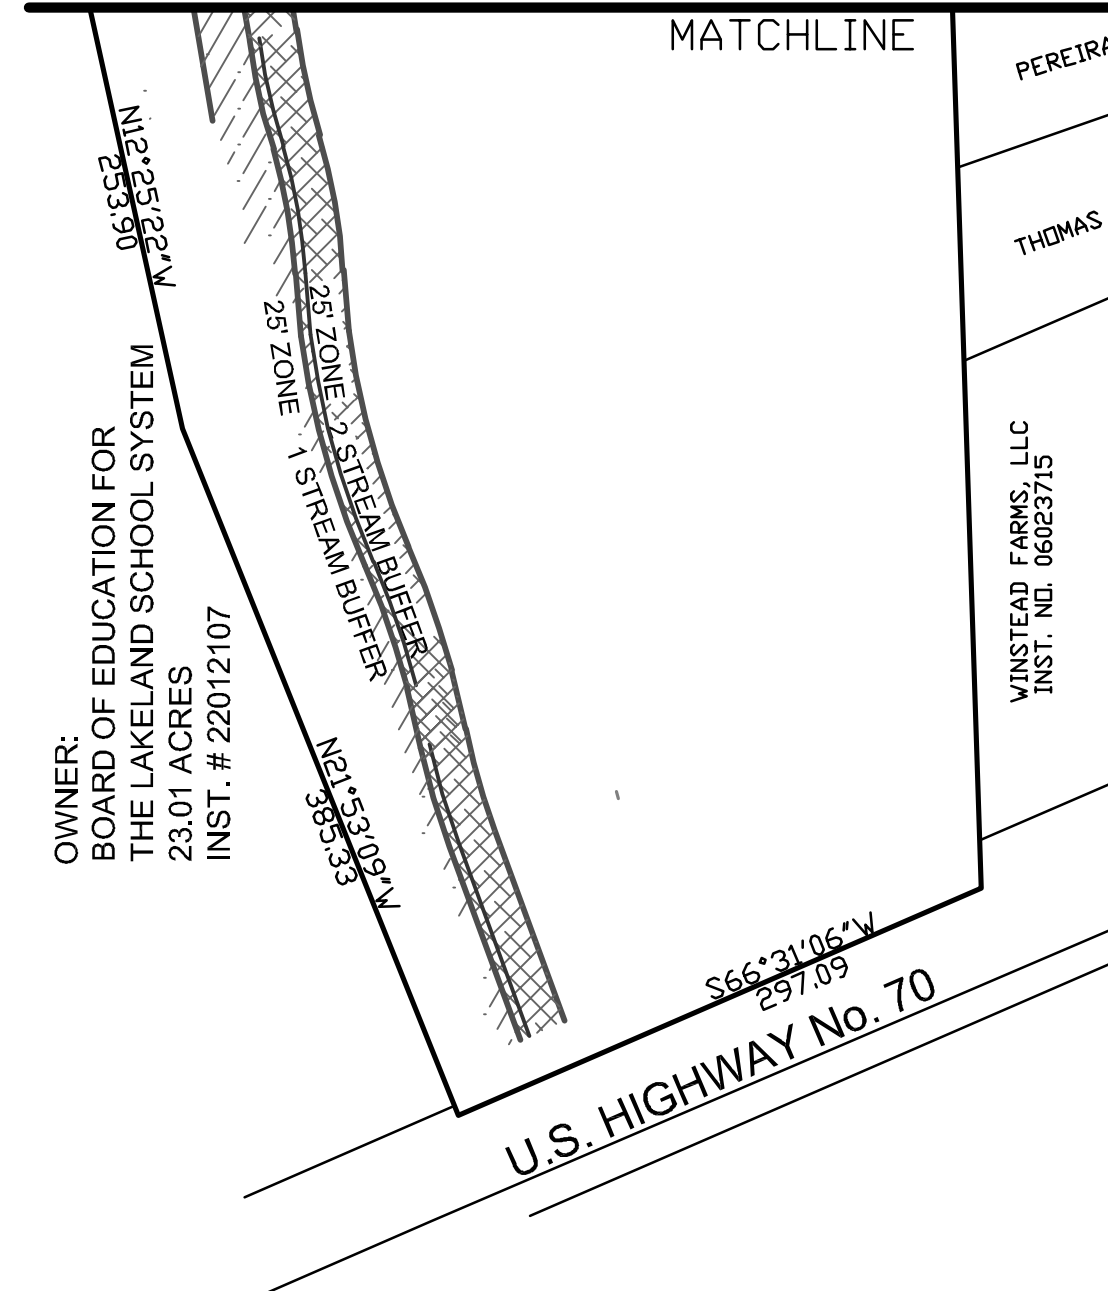 MATCHLINE
PEREIRA
THOMAS
N12°25'22"W
253.90
25' ZONE 1 STREAM BUFFER
25' ZONE 2 STREAM BUFFER
OWNER:
BOARD OF EDUCATION FOR
THE LAKELAND SCHOOL SYSTEM
23.01 ACRES
INST. # 22012107
WINSTEAD FARMS, LLC
INST. NO. 06023715
N21°53'09"W
385.33
S66°31'06"W
297.09
U.S. HIGHWAY No. 70